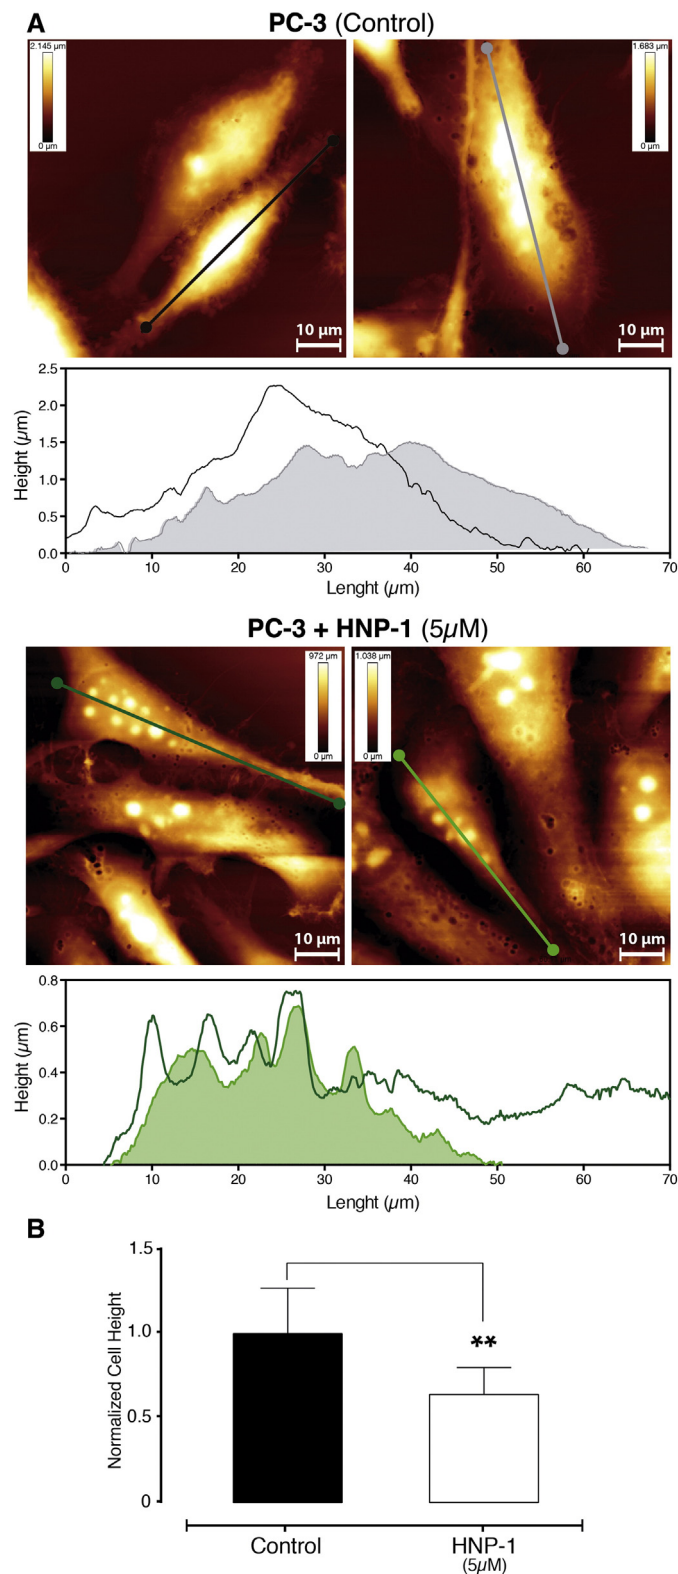 A
PC-3 (Control)
2.145 µm
0 µm
10 µm
1.683 µm
0 µm
10 µm
Height (µm)
2.5
2.0
1.5
1.0
0.5
0.0
0 10 20 30 40 50 60 70
Lenght (µm)
PC-3 + HNP-1 (5µM)
972 µm
0 µm
10 µm
1.038 µm
0 µm
10 µm
Height (µm)
0.8
0.6
0.4
0.2
0.0
0 10 20 30 40 50 60 70
Lenght (µm)
B
Normalized Cell Height
1.5
1.0
0.5
0
**
Control
HNP-1
(5µM)